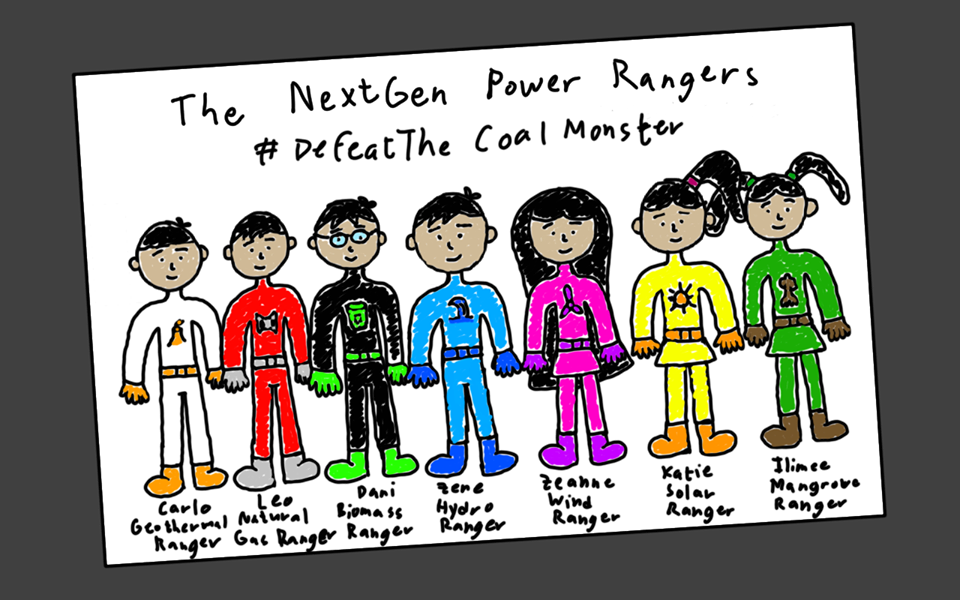 The NextGen Power Rangers
# DefeatThe Coal Monster
Carlo
Geothermal
Ranger
Leo
Natural
Gas Ranger
Dani
Biomass
Ranger
Zene
Hydro
Ranger
Zeanne
Wind
Ranger
Katie
Solar
Ranger
Ilimee
Mangrove
Ranger